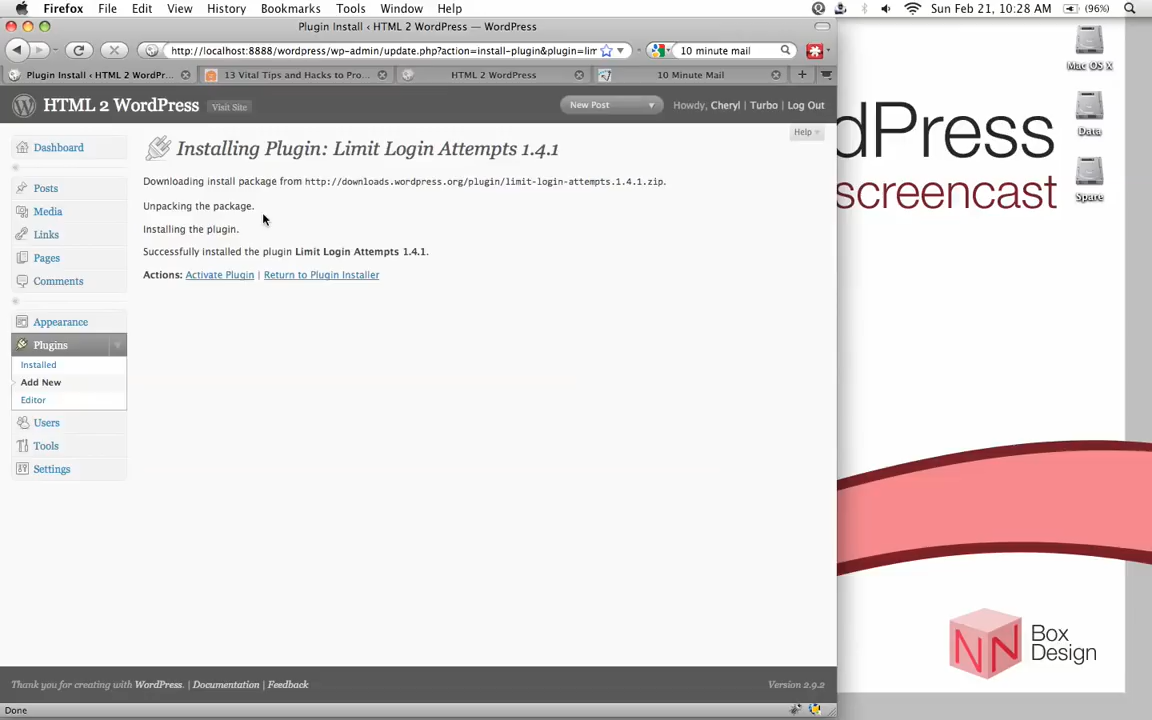 Firefox File Edit View History Bookmarks Tools Window Help
Sun Feb 21, 10:28 AM (96%)
Plugin Install ‹ HTML 2 WordPress — WordPress
http://localhost:8888/wordpress/wp-admin/update.php?action=install-plugin&plugin=lim
10 minute mail
Plugin Install ‹ HTML 2 WordPr...
13 Vital Tips and Hacks to Pro...
HTML 2 WordPress
10 Minute Mail
HTML 2 WordPress Visit Site
New Post
Howdy, Cheryl | Turbo | Log Out
Help
Installing Plugin: Limit Login Attempts 1.4.1
Downloading install package from http://downloads.wordpress.org/plugin/limit-login-attempts.1.4.1.zip.
Unpacking the package.
Installing the plugin.
Successfully installed the plugin Limit Login Attempts 1.4.1.
Actions: Activate Plugin | Return to Plugin Installer
Dashboard
Posts
Media
Links
Pages
Comments
Appearance
Plugins
Installed
Add New
Editor
Users
Tools
Settings
Thank you for creating with WordPress. | Documentation | Feedback
Version 2.9.2
Done
Mac OS X
Data
Spare
dPress
screencast
NN
Box
Design